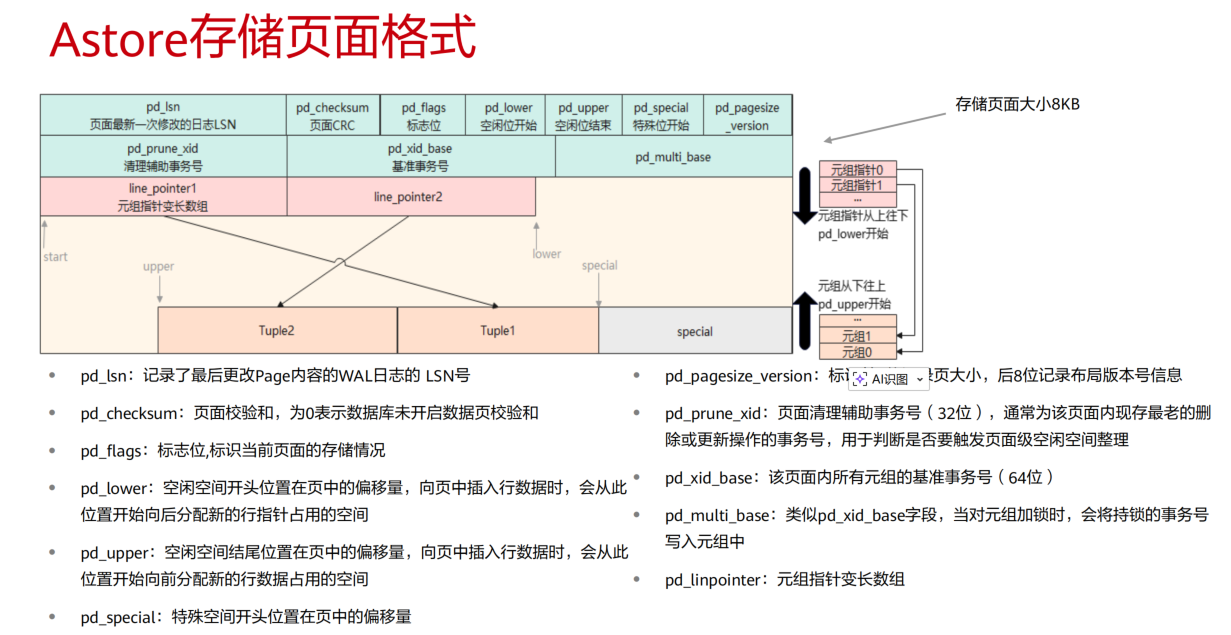 Astore存储页面格式
pd_lsn
页面最新一次修改的日志LSN
pd_checksum
页面CRC
pd_flags
标志位
pd_lower
空闲位开始
pd_upper
空闲位结束
pd_special
特殊位开始
pd_pagesize
_version
存储页面大小8KB
pd_prune_xid
清理辅助事务号
pd_xid_base
基准事务号
pd_multi_base
line_pointer1
元组指针变长数组
line_pointer2
元组指针0
元组指针1
...
元组指针从上往下
pd_lower开始
start
upper
lower
special
元组从下往上
pd_upper开始
...
元组1
元组0
Tuple2
Tuple1
special
• pd_lsn：记录了最后更改Page内容的WAL日志的 LSN号
• pd_checksum：页面校验和，为0表示数据库未开启数据页校验和
• pd_flags：标志位,标识当前页面的存储情况
• pd_lower：空闲空间开头位置在页中的偏移量，向页中插入行数据时，会从此
位置开始向后分配新的行指针占用的空间
• pd_upper：空闲空间结尾位置在页中的偏移量，向页中插入行数据时，会从此
位置开始向前分配新的行数据占用的空间
• pd_special：特殊空间开头位置在页中的偏移量
• pd_pagesize_version：标 页大小，后8位记录布局版本号信息
AI识图
• pd_prune_xid：页面清理辅助事务号（32位），通常为该页面内现存最老的删
除或更新操作的事务号，用于判断是否要触发页面级空闲空间整理
• pd_xid_base：该页面内所有元组的基准事务号（64位）
• pd_multi_base：类似pd_xid_base字段，当对元组加锁时，会将持锁的事务号
写入元组中
• pd_linpointer：元组指针变长数组